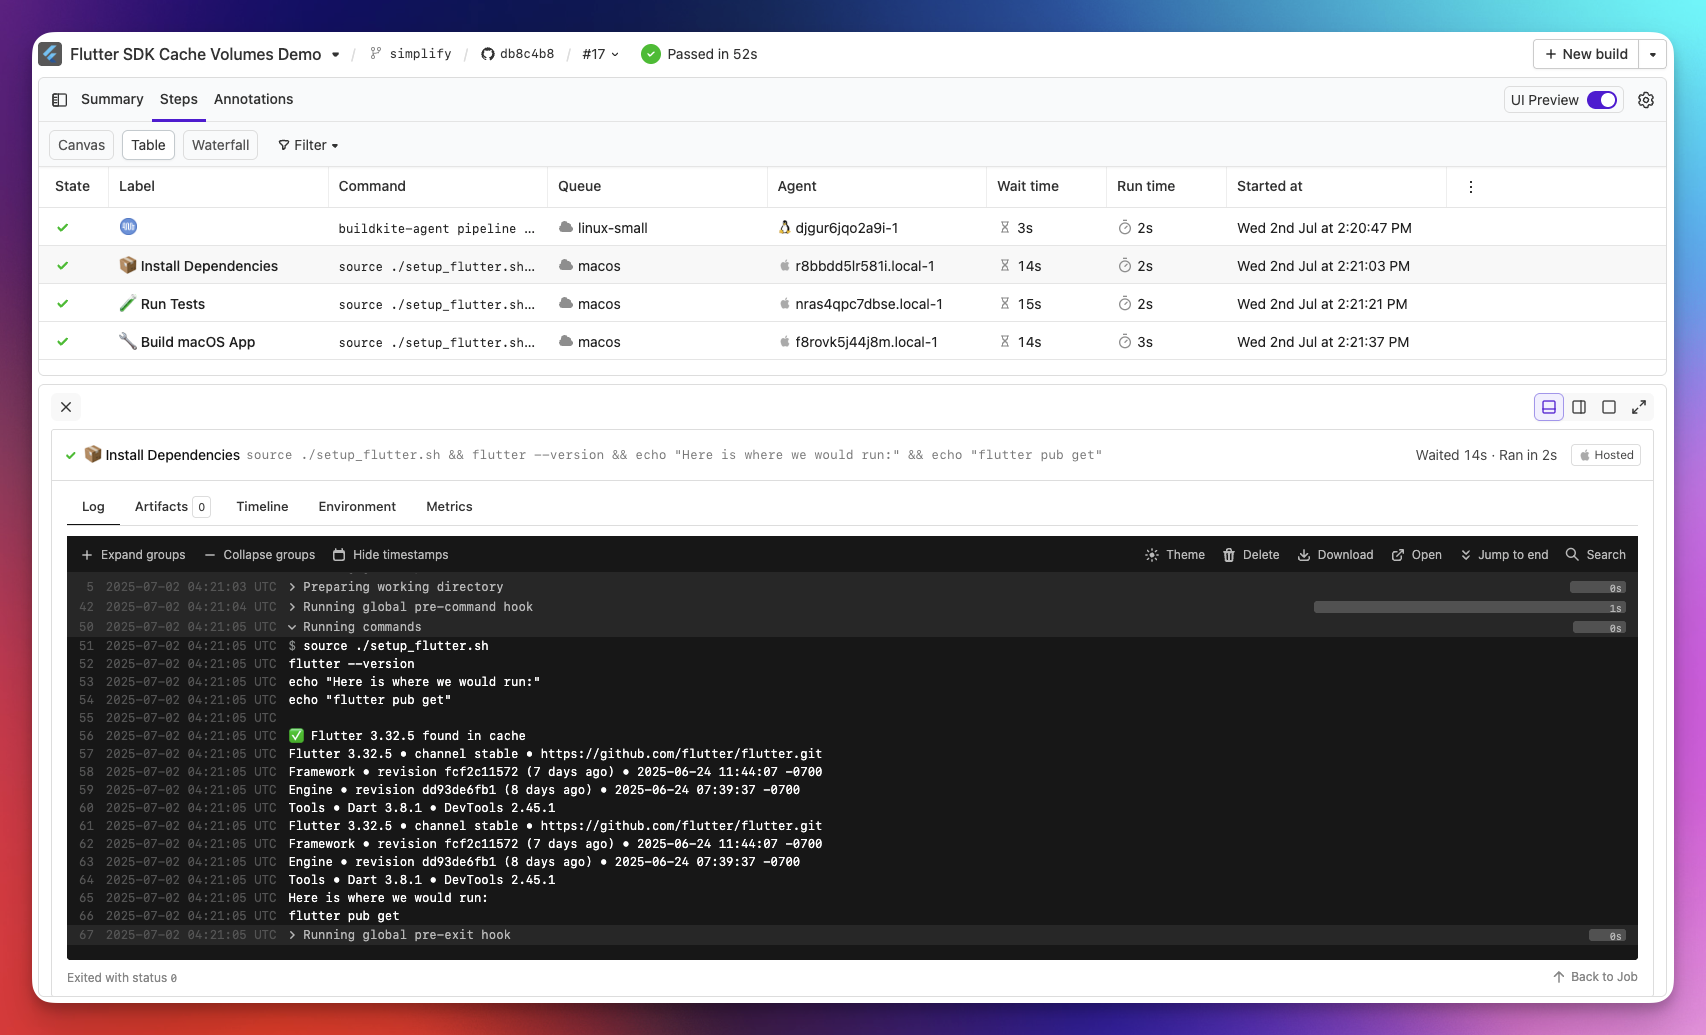 Flutter SDK Cache Volumes Demo / simplify / db8c4b8 / #17 Passed in 52s + New build
Summary Steps Annotations UI Preview
Canvas Table Waterfall Filter
State Label Command Queue Agent Wait time Run time Started at
buildkite-agent pipeline … linux-small djgur6jqo2a9i-1 3s 2s Wed 2nd Jul at 2:20:47 PM
Install Dependencies source ./setup_flutter.sh… macos r8bbdd5lr581i.local-1 14s 2s Wed 2nd Jul at 2:21:03 PM
Run Tests source ./setup_flutter.sh… macos nras4qpc7dbse.local-1 15s 2s Wed 2nd Jul at 2:21:21 PM
Build macOS App source ./setup_flutter.sh… macos f8rovk5j44j8m.local-1 14s 3s Wed 2nd Jul at 2:21:37 PM
Install Dependencies source ./setup_flutter.sh && flutter --version && echo "Here is where we would run:" && echo "flutter pub get" Waited 14s · Ran in 2s Hosted
Log Artifacts 0 Timeline Environment Metrics
Expand groups Collapse groups Hide timestamps Theme Delete Download Open Jump to end Search
5 2025-07-02 04:21:03 UTC Preparing working directory 0s
42 2025-07-02 04:21:04 UTC Running global pre-command hook 1s
50 2025-07-02 04:21:05 UTC Running commands 0s
51 2025-07-02 04:21:05 UTC $ source ./setup_flutter.sh
52 2025-07-02 04:21:05 UTC flutter --version
53 2025-07-02 04:21:05 UTC echo "Here is where we would run:"
54 2025-07-02 04:21:05 UTC echo "flutter pub get"
55 2025-07-02 04:21:05 UTC
56 2025-07-02 04:21:05 UTC ✅ Flutter 3.32.5 found in cache
57 2025-07-02 04:21:05 UTC Flutter 3.32.5 • channel stable • https://github.com/flutter/flutter.git
58 2025-07-02 04:21:05 UTC Framework • revision fcf2c11572 (7 days ago) • 2025-06-24 11:44:07 -0700
59 2025-07-02 04:21:05 UTC Engine • revision dd93de6fb1 (8 days ago) • 2025-06-24 07:39:37 -0700
60 2025-07-02 04:21:05 UTC Tools • Dart 3.8.1 • DevTools 2.45.1
61 2025-07-02 04:21:05 UTC Flutter 3.32.5 • channel stable • https://github.com/flutter/flutter.git
62 2025-07-02 04:21:05 UTC Framework • revision fcf2c11572 (7 days ago) • 2025-06-24 11:44:07 -0700
63 2025-07-02 04:21:05 UTC Engine • revision dd93de6fb1 (8 days ago) • 2025-06-24 07:39:37 -0700
64 2025-07-02 04:21:05 UTC Tools • Dart 3.8.1 • DevTools 2.45.1
65 2025-07-02 04:21:05 UTC Here is where we would run:
66 2025-07-02 04:21:05 UTC flutter pub get
67 2025-07-02 04:21:05 UTC Running global pre-exit hook 0s
Exited with status 0 Back to Job